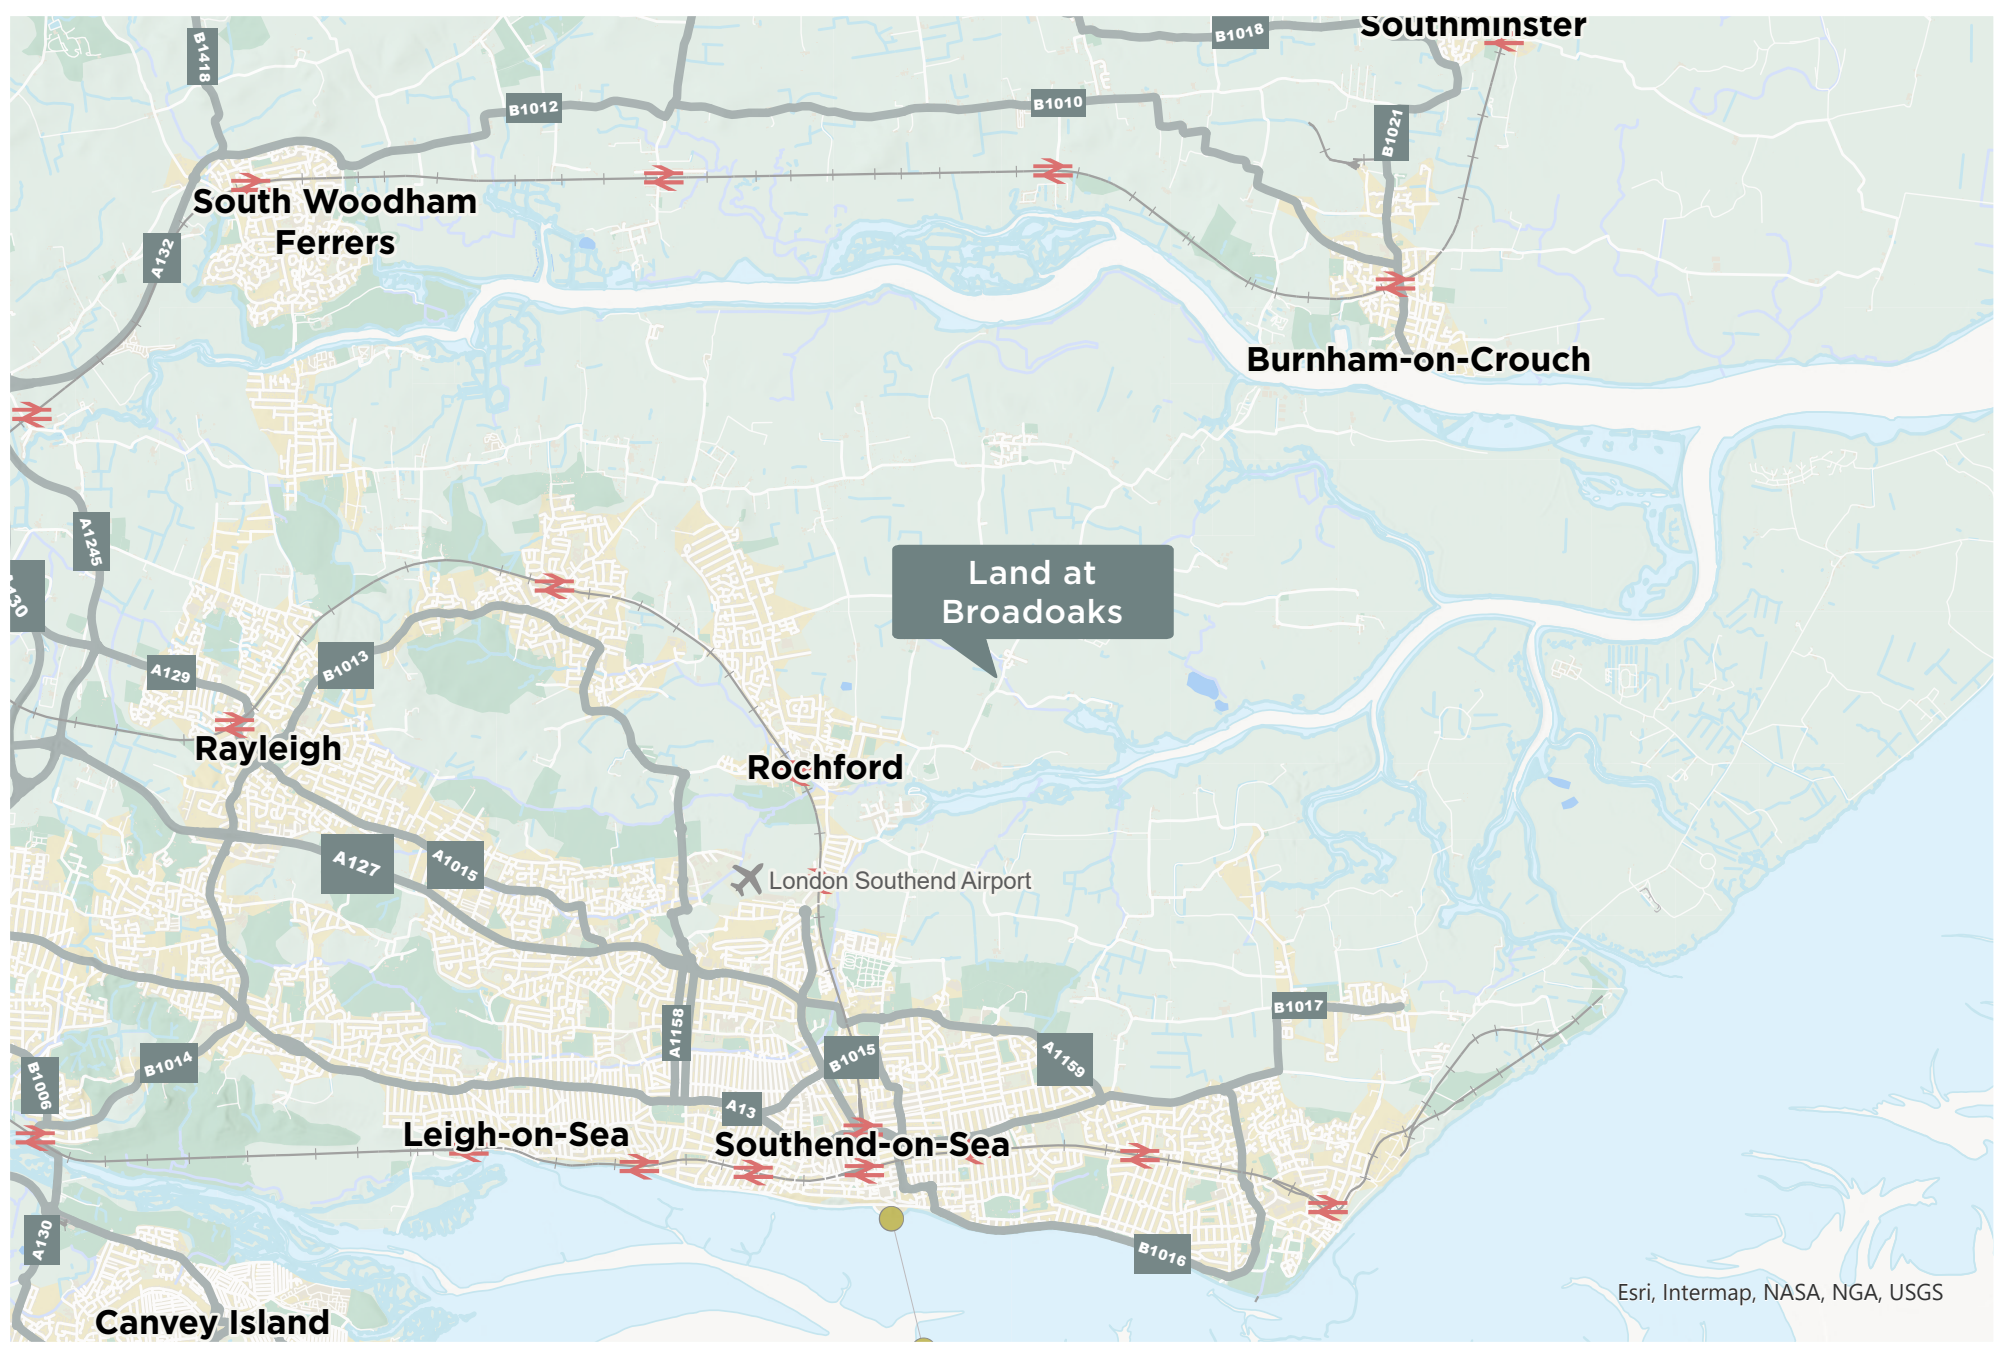 Southminster
B1018
B1418
B1012
B1010
B1021
South Woodham
Ferrers
A132
Burnham-on-Crouch
A1245
Land at
Broadoaks
A129
B1013
Rayleigh
Rochford
A127
A1015
London Southend Airport
B1017
A1158
B1015
A1159
B1014
B1006
A13
Leigh-on-Sea
Southend-on-Sea
A130
B1016
Esri, Intermap, NASA, NGA, USGS
Canvey Island